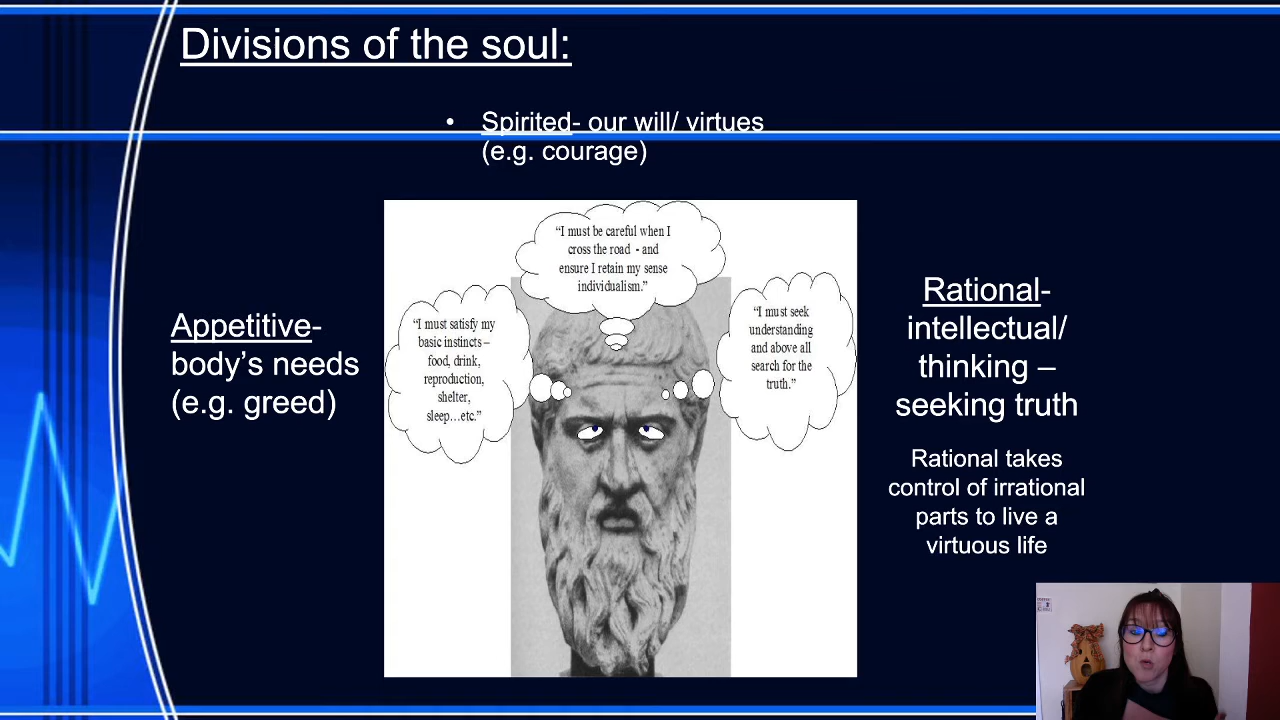 Divisions of the soul:
• Spirited- our will/ virtues
(e.g. courage)
“I must be careful when I
cross the road - and
ensure I retain my sense
individualism.”
Appetitive-
body’s needs
(e.g. greed)
“I must satisfy my
basic instincts –
food, drink,
reproduction,
shelter,
sleep…etc.”
“I must seek
understanding
and above all
search for the
truth.”
Rational-
intellectual/
thinking –
seeking truth
Rational takes
control of irrational
parts to live a
virtuous life